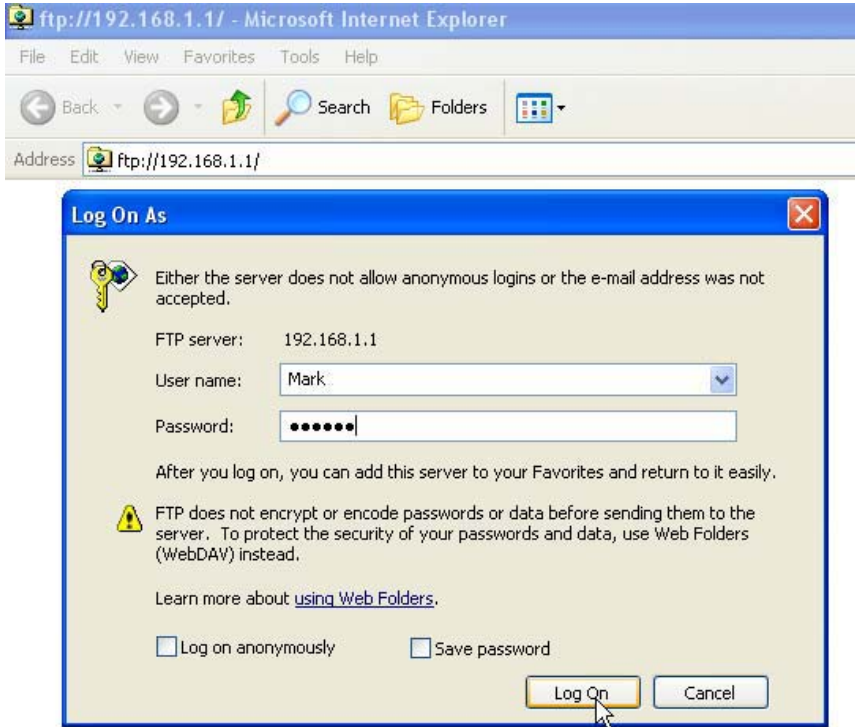 ftp://192.168.1.1/ - Microsoft Internet Explorer
File Edit View Favorites Tools Help
Back Search Folders
Address ftp://192.168.1.1/
Log On As
Either the server does not allow anonymous logins or the e-mail address was not
accepted.
FTP server: 192.168.1.1
User name: Mark
Password: ●●●●●●
After you log on, you can add this server to your Favorites and return to it easily.
FTP does not encrypt or encode passwords or data before sending them to the
server. To protect the security of your passwords and data, use Web Folders
(WebDAV) instead.
Learn more about using Web Folders.
Log on anonymously Save password
Log On Cancel